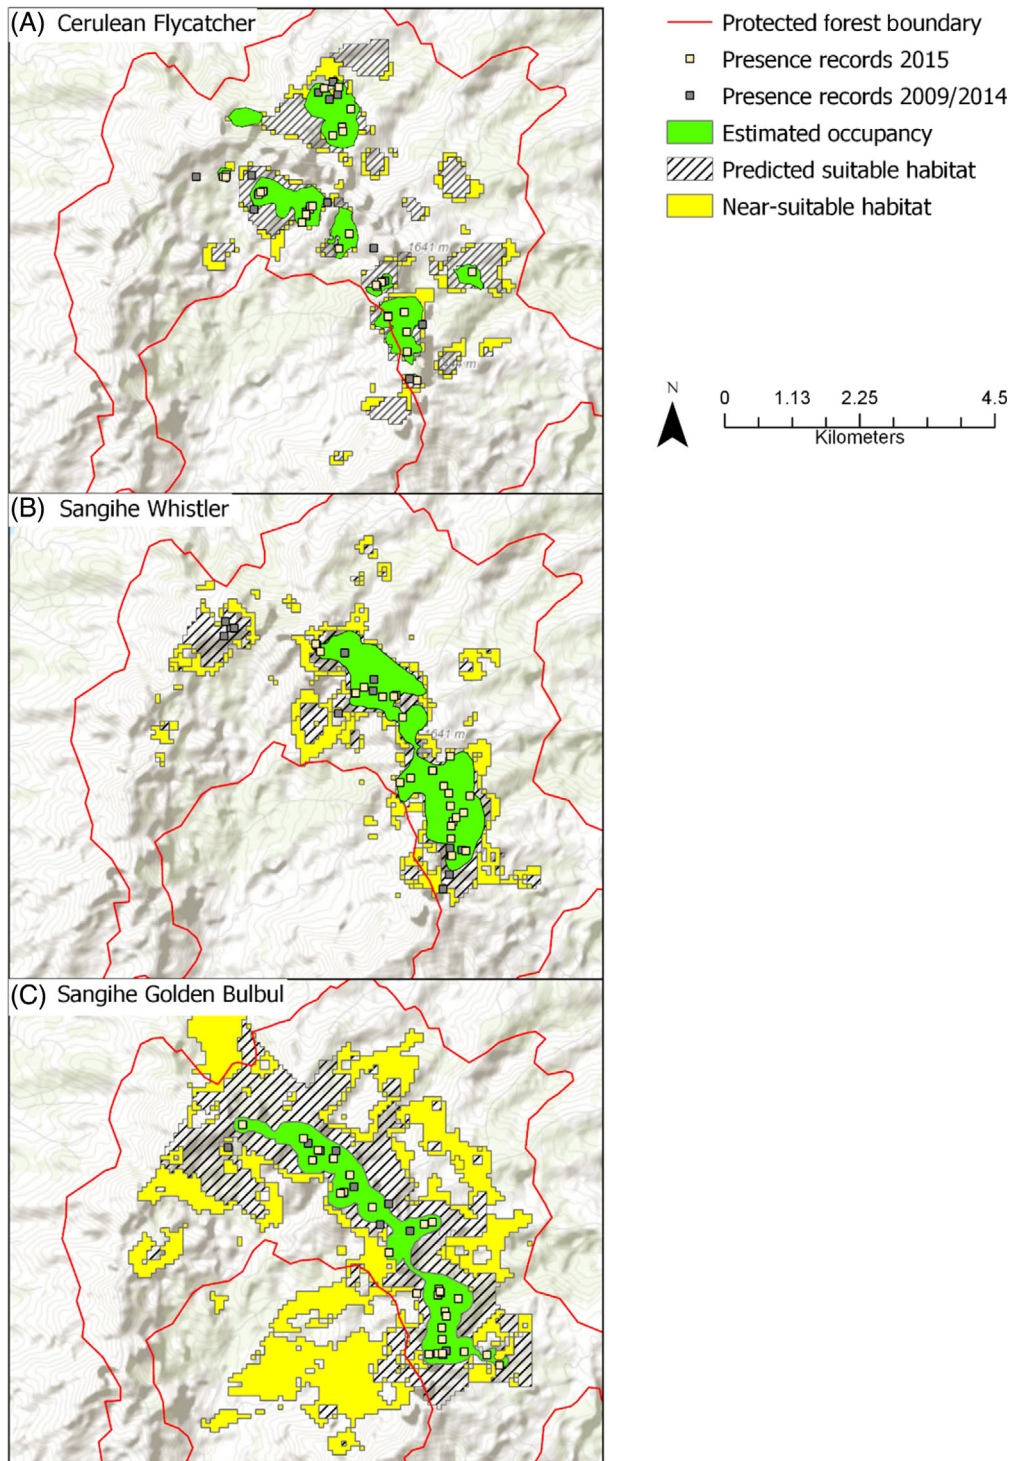 (A) Cerulean Flycatcher
1641 m
Protected forest boundary
Presence records 2015
Presence records 2009/2014
Estimated occupancy
Predicted suitable habitat
Near-suitable habitat
N
0 1.13 2.25 4.5
Kilometers
(B) Sangihe Whistler
1641 m
(C) Sangihe Golden Bulbul